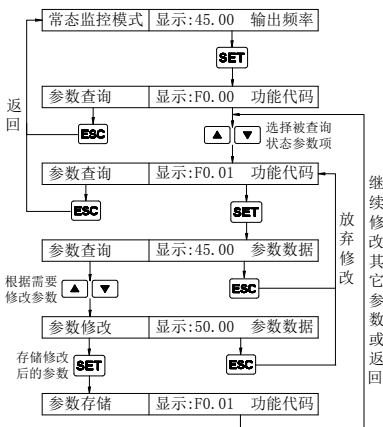 常态监控模式 显示:45.00 输出频率
SET
参数查询 显示:F0.00 功能代码
返回
ESC
▲ ▼
选择被查询
状态参数项
参数查询 显示:F0.01 功能代码
ESC
SET
放弃修改
继续修改其它参数或返回
参数查询 显示:45.00 参数数据
根据需要
修改参数
▲ ▼
ESC
参数修改 显示:50.00 参数数据
存储修改
后的参数
SET
ESC
参数存储 显示:F0.01 功能代码